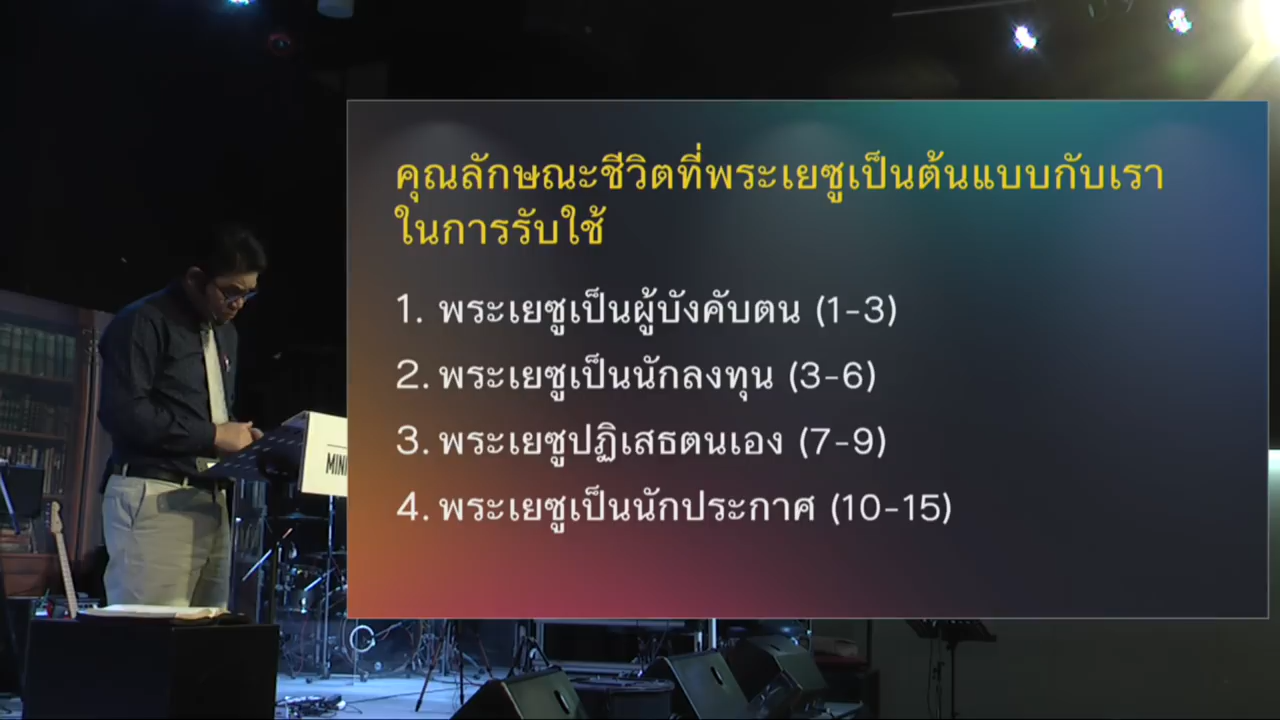 คุณลักษณะชีวิตที่พระเยซูเป็นต้นแบบกับเรา
ในการรับใช้
1. พระเยซูเป็นผู้บังคับตน (1-3)
2. พระเยซูเป็นนักลงทุน (3-6)
3. พระเยซูปฏิเสธตนเอง (7-9)
4. พระเยซูเป็นนักประกาศ (10-15)
MINI